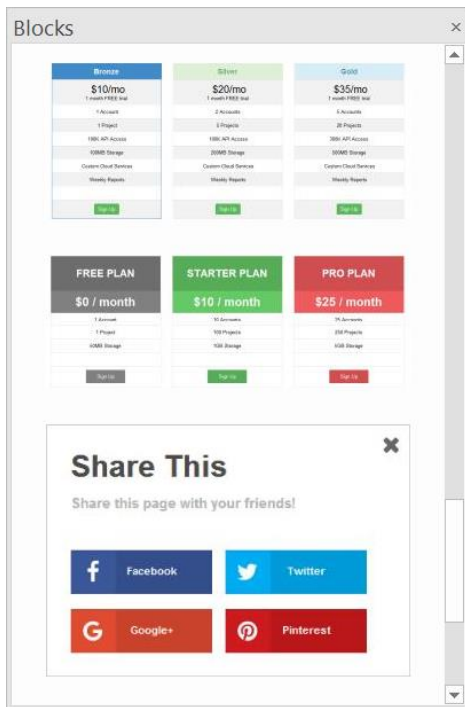 Blocks
Bronze Silver Gold
$10/mo $20/mo $35/mo
1 month FREE trial 1 month FREE trial 1 month FREE trial
1 Account 2 Accounts 5 Accounts
1 Project 5 Projects 20 Projects
100K API Access 100K API Access 300K API Access
100MB Storage 200MB Storage 500MB Storage
Custom Cloud Services Custom Cloud Services Custom Cloud Services
Weekly Reports Weekly Reports Weekly Reports
Sign Up Sign Up Sign Up
FREE PLAN STARTER PLAN PRO PLAN
$0 / month $10 / month $25 / month
1 Account 10 Accounts 25 Accounts
1 Project 100 Projects 250 Projects
Storage 1GB Storage 5GB Storage
Sign Up Sign Up Sign Up
Share This
Share this page with your friends!
Facebook Twitter
Google+ Pinterest